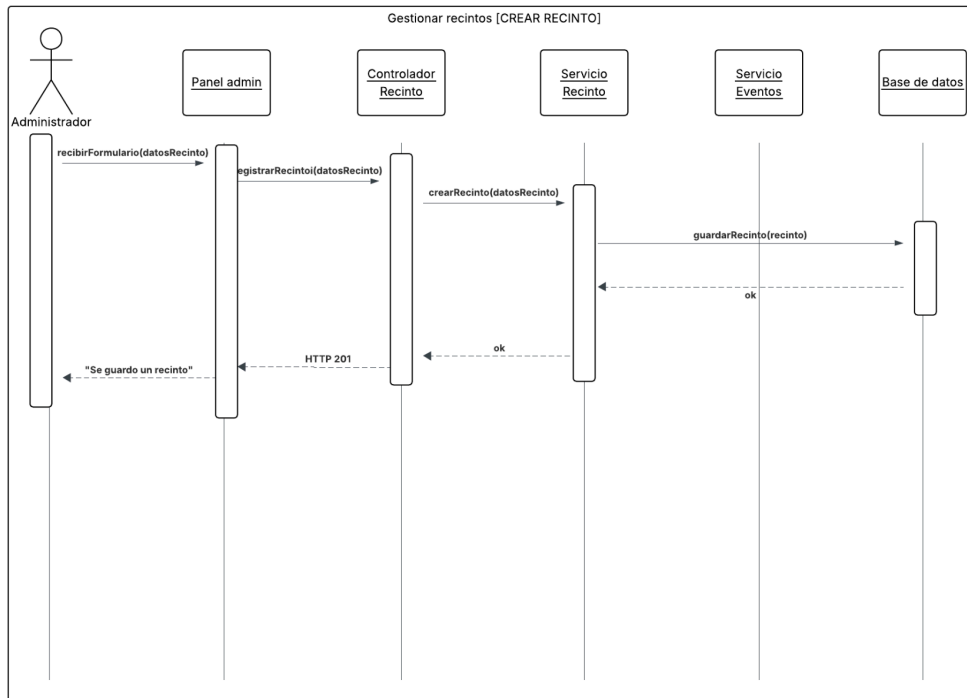 Gestionar recintos [CREAR RECINTO]
Administrador
Panel admin
Controlador
Recinto
Servicio
Recinto
Servicio
Eventos
Base de datos
recibirFormulario(datosRecinto)
egistrarRecintoi(datosRecinto)
crearRecinto(datosRecinto)
guardarRecinto(recinto)
ok
ok
HTTP 201
"Se guardo un recinto"